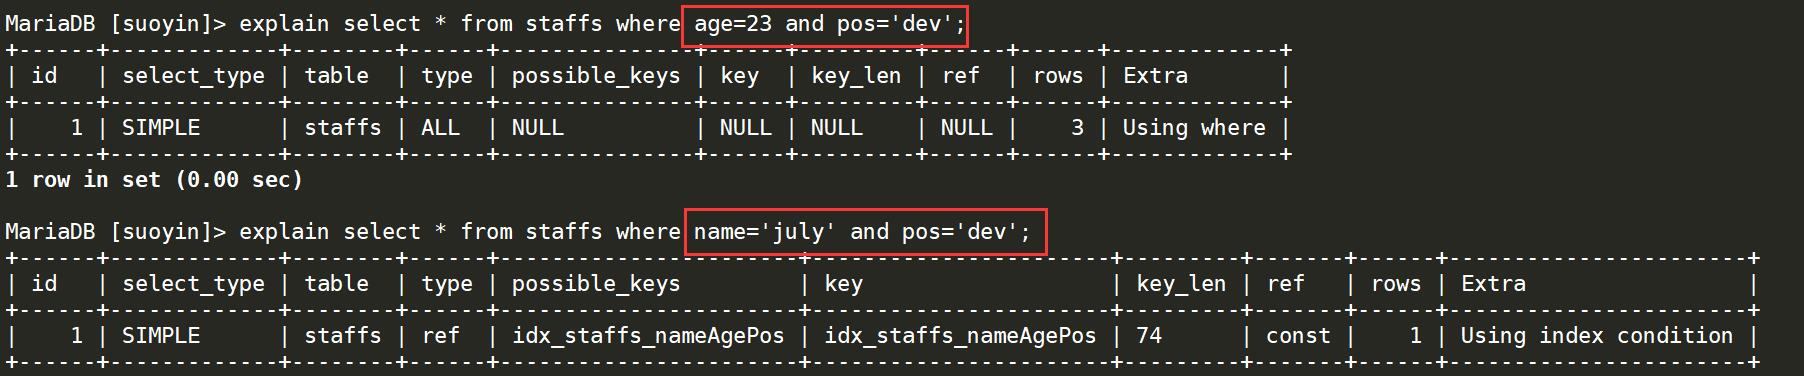 MariaDB [suoyin]> explain select * from staffs where age=23 and pos='dev';
+------+-------------+--------+------+---------------+------+---------+------+------+-------------+
| id   | select_type | table  | type | possible_keys | key  | key_len | ref  | rows | Extra       |
+------+-------------+--------+------+---------------+------+---------+------+------+-------------+
|    1 | SIMPLE      | staffs | ALL  | NULL          | NULL | NULL    | NULL |    3 | Using where |
+------+-------------+--------+------+---------------+------+---------+------+------+-------------+
1 row in set (0.00 sec)
MariaDB [suoyin]> explain select * from staffs where name='july' and pos='dev';
+------+-------------+--------+------+-----------------------+-----------------------+---------+-------+------+-----------------------+
| id   | select_type | table  | type | possible_keys         | key                   | key_len | ref   | rows | Extra                 |
+------+-------------+--------+------+-----------------------+-----------------------+---------+-------+------+-----------------------+
|    1 | SIMPLE      | staffs | ref  | idx_staffs_nameAgePos | idx_staffs_nameAgePos | 74      | const |    1 | Using index condition |
+------+-------------+--------+------+-----------------------+-----------------------+---------+-------+------+-----------------------+